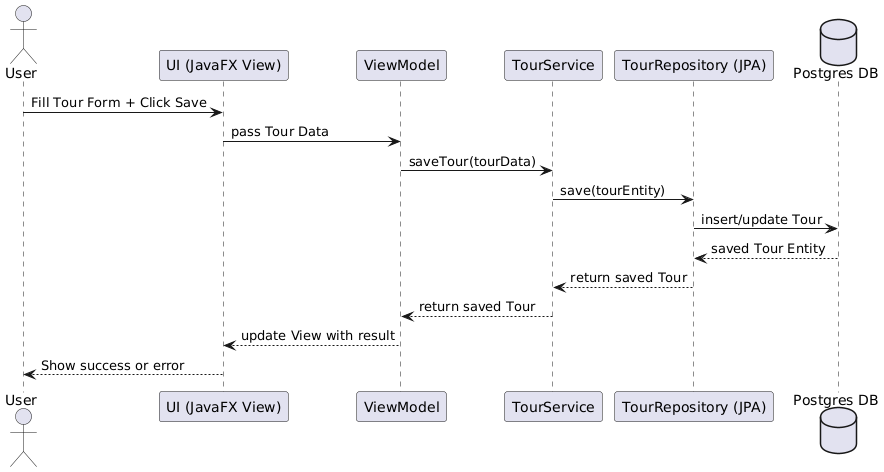 User
UI (JavaFX View)
ViewModel
TourService
TourRepository (JPA)
Postgres DB
Fill Tour Form + Click Save
pass Tour Data
saveTour(tourData)
save(tourEntity)
insert/update Tour
saved Tour Entity
return saved Tour
return saved Tour
update View with result
Show success or error
User
UI (JavaFX View)
ViewModel
TourService
TourRepository (JPA)
Postgres DB